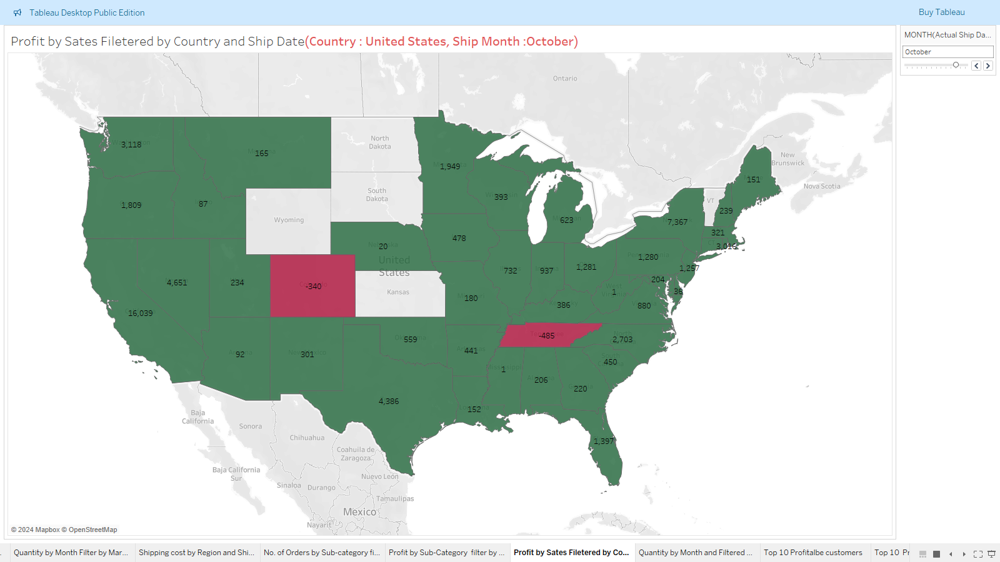 Tableau Desktop Public Edition
Buy Tableau
Profit by Sates Filetered by Country and Ship Date(Country : United States, Ship Month :October)
MONTH(Actual Ship Da...
October
Ontario
3,118
165
North
Dakota
1,949
New
Brunswick
151
Nova Scotia
South
Dakota
1,809
87
393
VT
239
Wyoming
623
7,367
321
478
20
3,016
United
States
1,280
1,281
732
937
1,257
4,651
234
-340
Kansas
204
36
West
Virginia
1
180
386
880
16,039
559
-485
North
2,703
441
92
301
South
450
Mississippi
1
206
220
4,386
152
1,397
Baja
California
Sonora
Chihuahua
Coahuila de
Zaragoza
Baja California
Sur
Nuevo León
Sinaloa
Durango
Tamaulipas
Mexico
Nayarit
© 2024 Mapbox © OpenStreetMap
Quantity by Month Filter by Mar...
Shipping cost by Region and Shi...
No. of Orders by Sub-category fi...
Profit by Sub-Category filter by ...
Profit by Sates Filetered by Co...
Quantity by Month and Filtered ...
Top 10 Profitalbe customers
Top 10 Pr